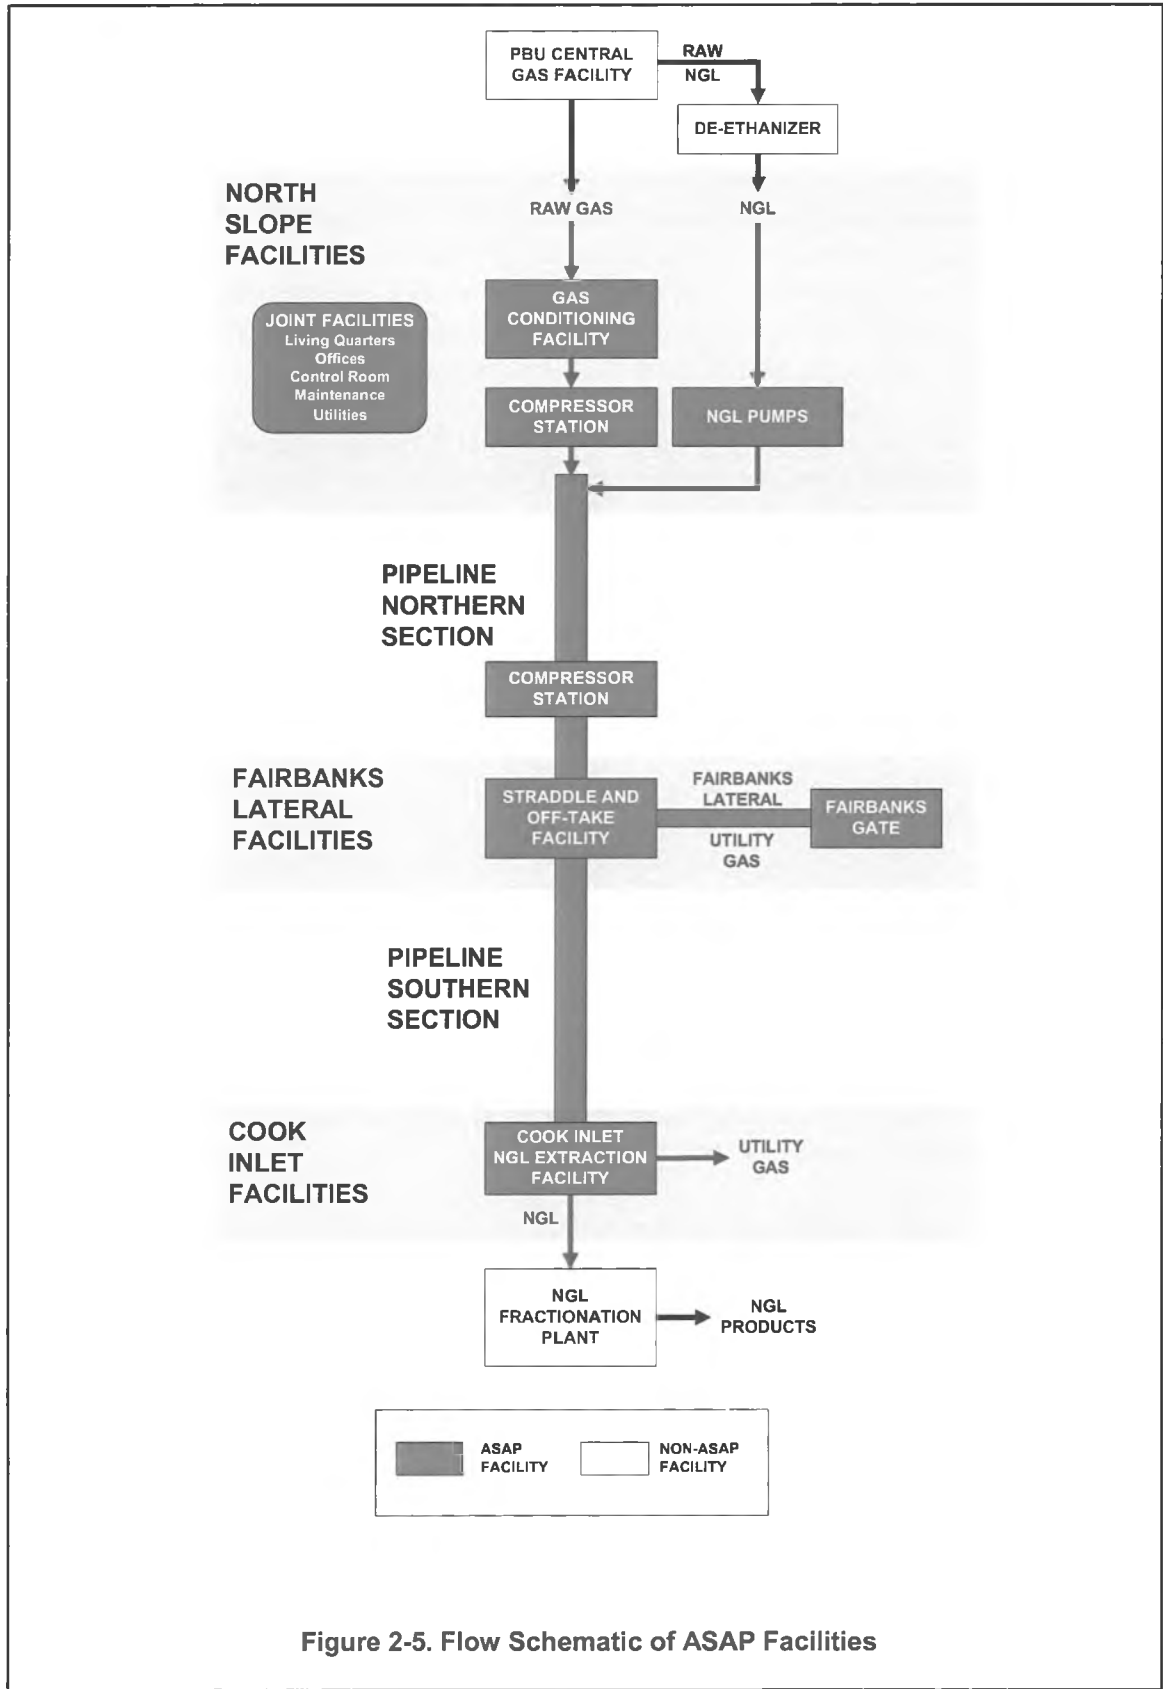 PBU CENTRAL
GAS FACILITY
RAW
NGL
DE-ETHANIZER
NORTH
SLOPE
FACILITIES
RAW GAS
NGL
JOINT FACILITIES
Living Quarters
Offices
Control Room
Maintenance
Utilities
GAS
CONDITIONING
FACILITY
COMPRESSOR
STATION
NGL PUMPS
PIPELINE
NORTHERN
SECTION
COMPRESSOR
STATION
FAIRBANKS
LATERAL
FACILITIES
STRADDLE AND
OFF-TAKE
FACILITY
FAIRBANKS
LATERAL
UTILITY
GAS
FAIRBANKS
GATE
PIPELINE
SOUTHERN
SECTION
COOK
INLET
FACILITIES
COOK INLET
NGL EXTRACTION
FACILITY
UTILITY
GAS
NGL
NGL
FRACTIONATION
PLANT
NGL
PRODUCTS
ASAP
FACILITY
NON-ASAP
FACILITY
Figure 2-5. Flow Schematic of ASAP Facilities